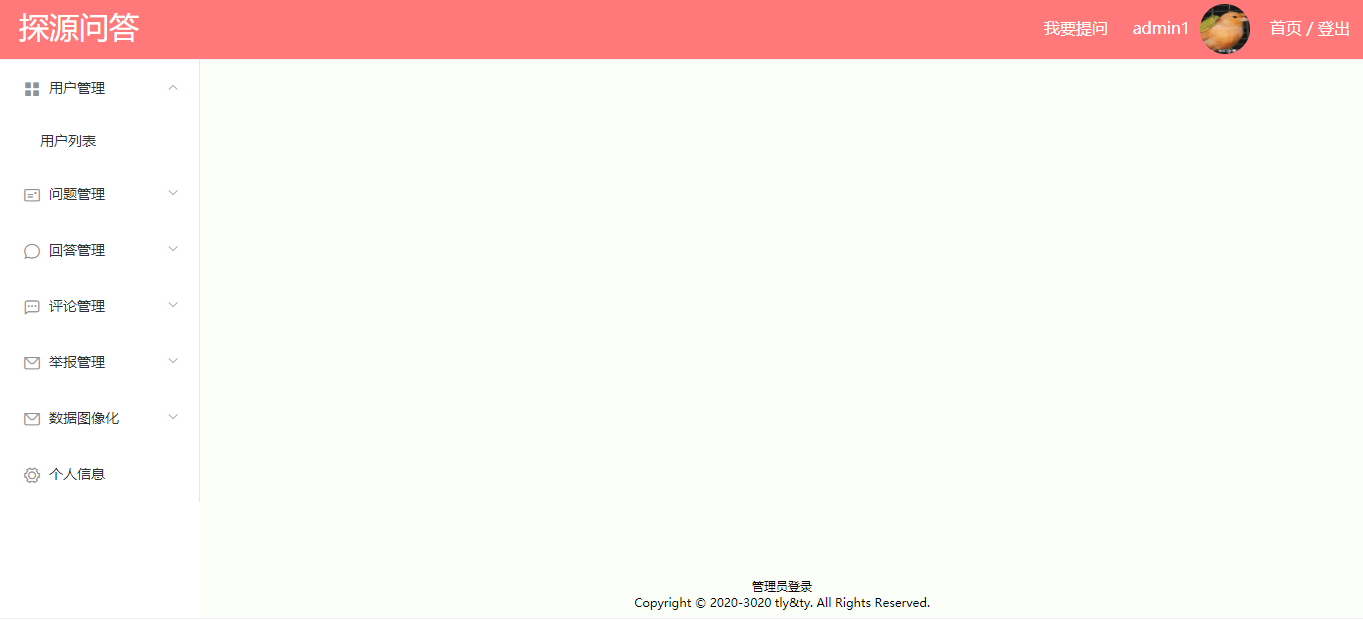 探源问答
我要提问 admin1 首页 / 登出
用户管理
用户列表
问题管理
回答管理
评论管理
举报管理
数据图像化
个人信息
管理员登录
Copyright © 2020-3020 tly&ty. All Rights Reserved.